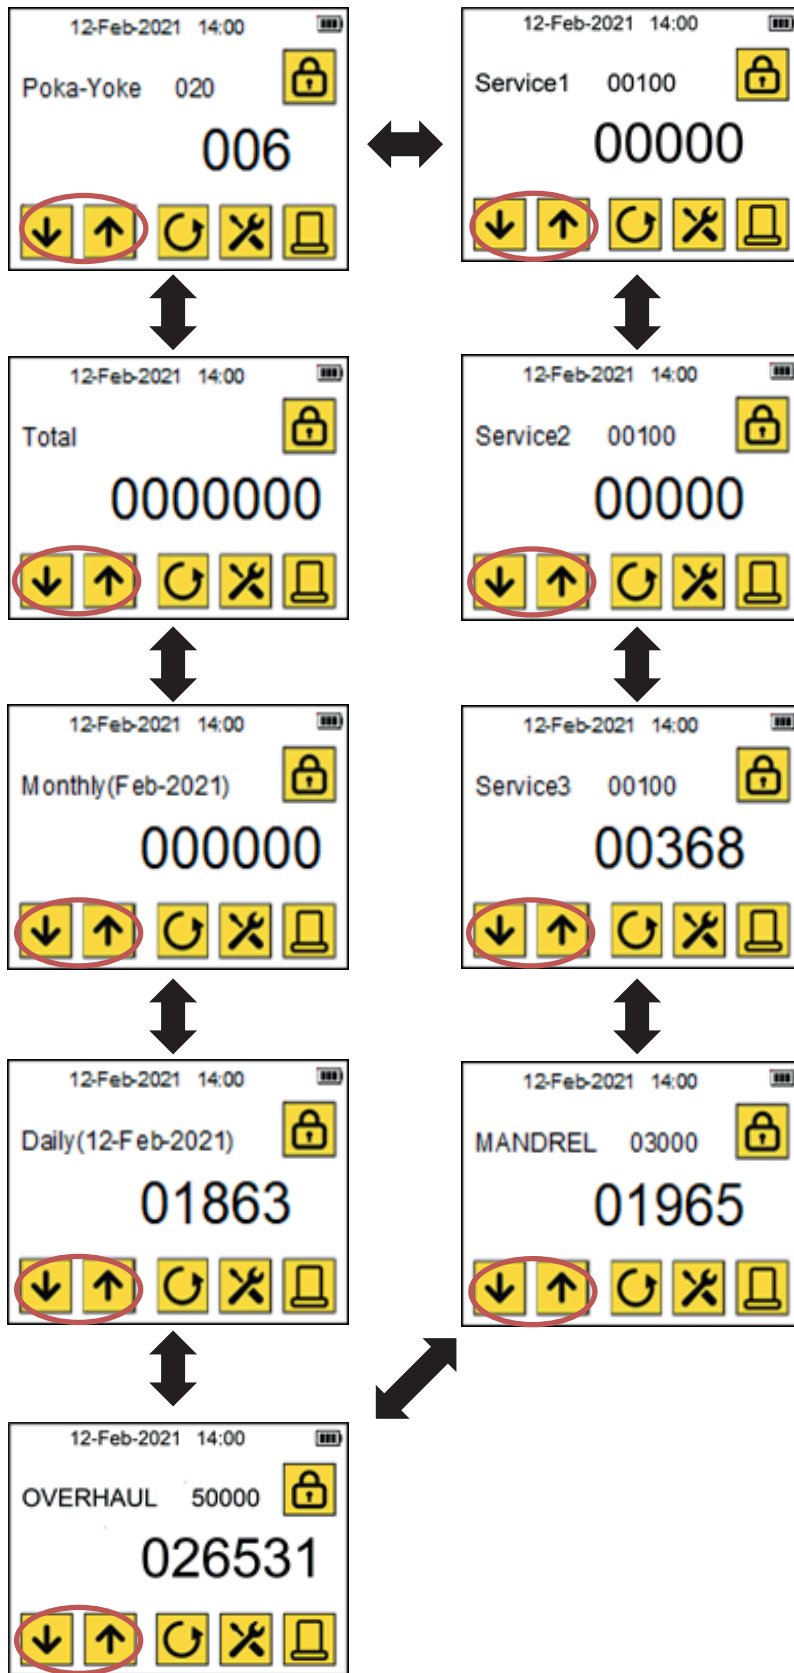 12-Feb-2021 14:00
Poka-Yoke 020
006
12-Feb-2021 14:00
Service1 00100
00000
12-Feb-2021 14:00
Total
0000000
12-Feb-2021 14:00
Service2 00100
00000
12-Feb-2021 14:00
Monthly(Feb-2021)
000000
12-Feb-2021 14:00
Service3 00100
00368
12-Feb-2021 14:00
Daily(12-Feb-2021)
01863
12-Feb-2021 14:00
MANDREL 03000
01965
12-Feb-2021 14:00
OVERHAUL 50000
026531